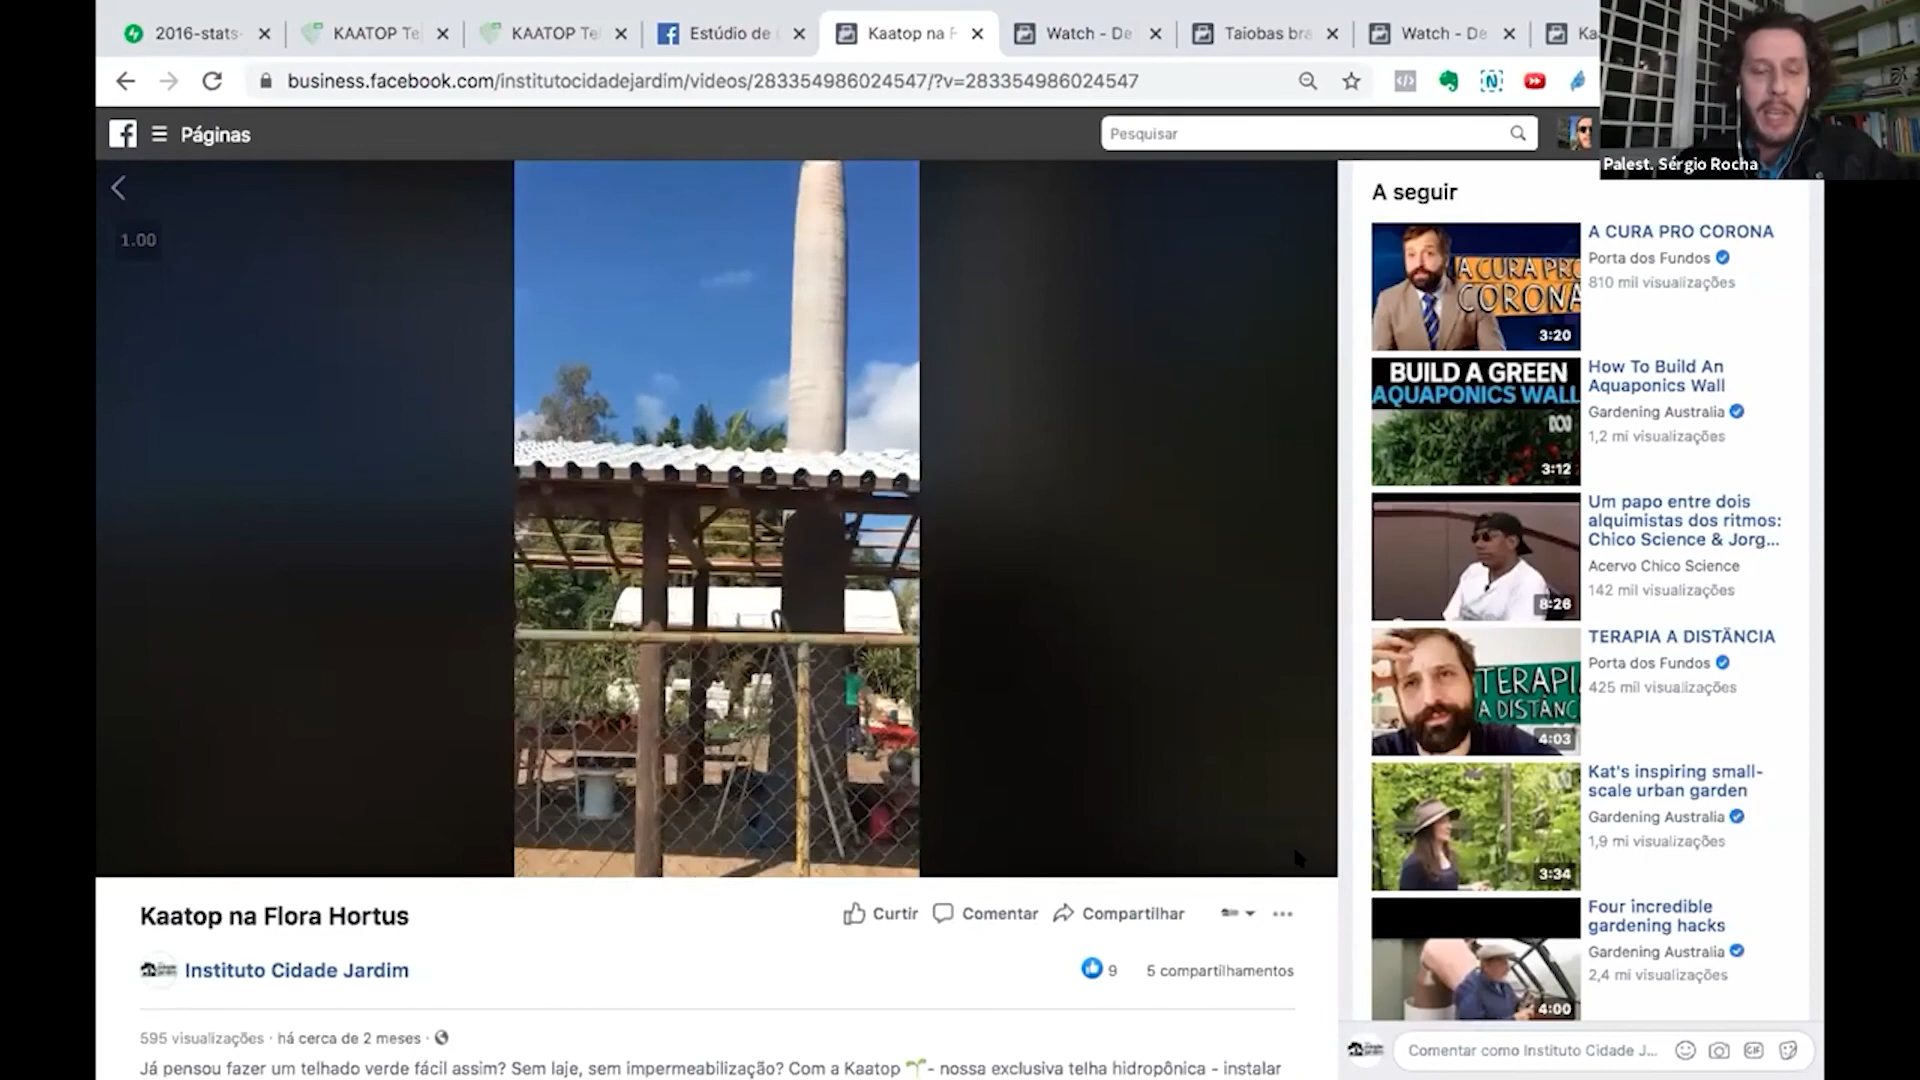 2016-stats-
KAATOP Te
KAATOP Te
Estúdio de
Kaatop na F
Watch - De
Taiobas bra
Watch - De
Ka
business.facebook.com/institutocidadejardim/videos/283354986024547/?v=283354986024547
Palest. Sérgio Rocha
Páginas
Pesquisar
1.00
A seguir
A CURA PRO CORONA
3:20
A CURA PRO CORONA
Porta dos Fundos
810 mil visualizações
BUILD A GREEN
AQUAPONICS WALL
3:12
How To Build An
Aquaponics Wall
Gardening Australia
1,2 mi visualizações
8:26
Um papo entre dois
alquimistas dos ritmos:
Chico Science & Jorg...
Acervo Chico Science
142 mil visualizações
TERAPI
A DISTÂNC
4:03
TERAPIA A DISTÂNCIA
Porta dos Fundos
425 mil visualizações
3:34
Kat's inspiring small-
scale urban garden
Gardening Australia
1,9 mi visualizações
4:00
Four incredible
gardening hacks
Gardening Australia
2,4 mi visualizações
Kaatop na Flora Hortus
Curtir
Comentar
Compartilhar
Instituto Cidade Jardim
9
5 compartilhamentos
595 visualizações · há cerca de 2 meses ·
Já pensou fazer um telhado verde fácil assim? Sem laje, sem impermeabilização? Com a Kaatop 🌱- nossa exclusiva telha hidropônica - instalar
Comentar como Instituto Cidade J...
GIF